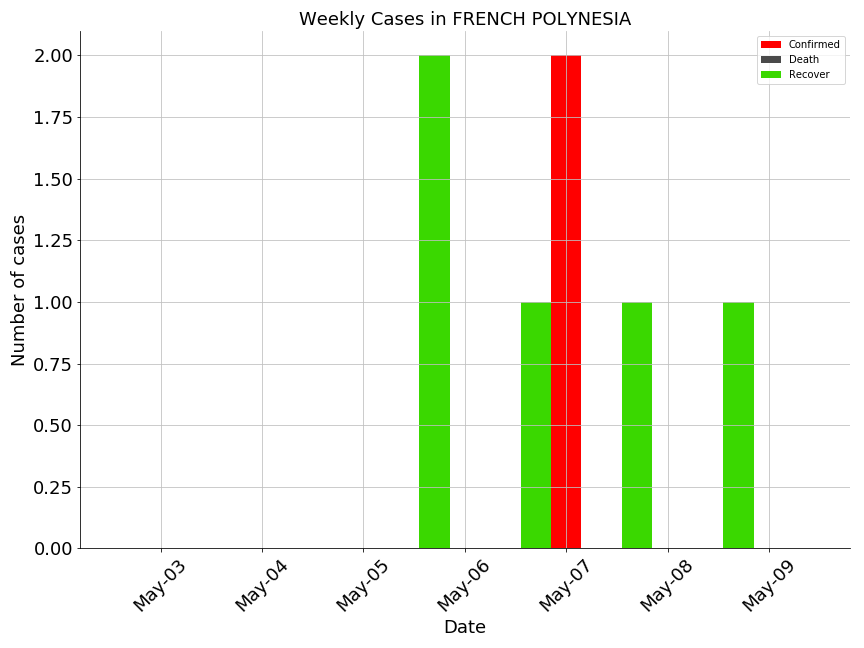 Weekly Cases in FRENCH POLYNESIA
Confirmed
Death
Recover
Number of cases
2.00
1.75
1.50
1.25
1.00
0.75
0.50
0.25
0.00
May-03
May-04
May-05
May-06
May-07
May-08
May-09
Date